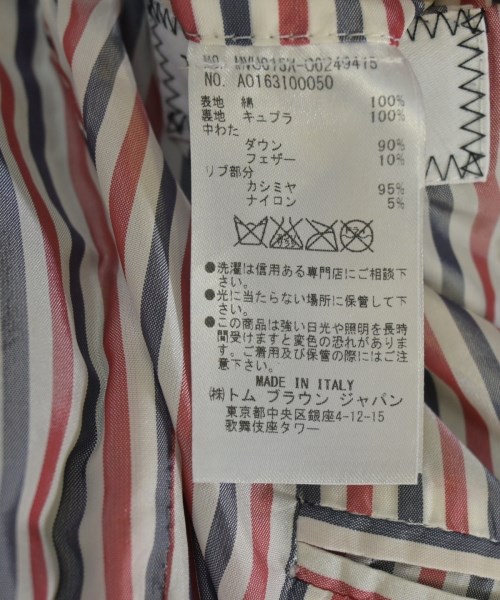 NO. A0163100050
表地 綿 100%
裏地 キュプラ 100%
中わた
ダウン 90%
フェザー 10%
リブ部分
カシミヤ 95%
ナイロン 5%
●洗濯は信用ある専門店にご相談下
さい。
●光に当たらない場所に保管して下
さい。
●この商品は強い日光や照明を長時
間受けますと変色の恐れがありま
す。ご着用及び保管の際にはご注
意下さい。
MADE IN ITALY
㈱トム ブラウン ジャパン
東京都中央区銀座4-12-15
歌舞伎座タワー